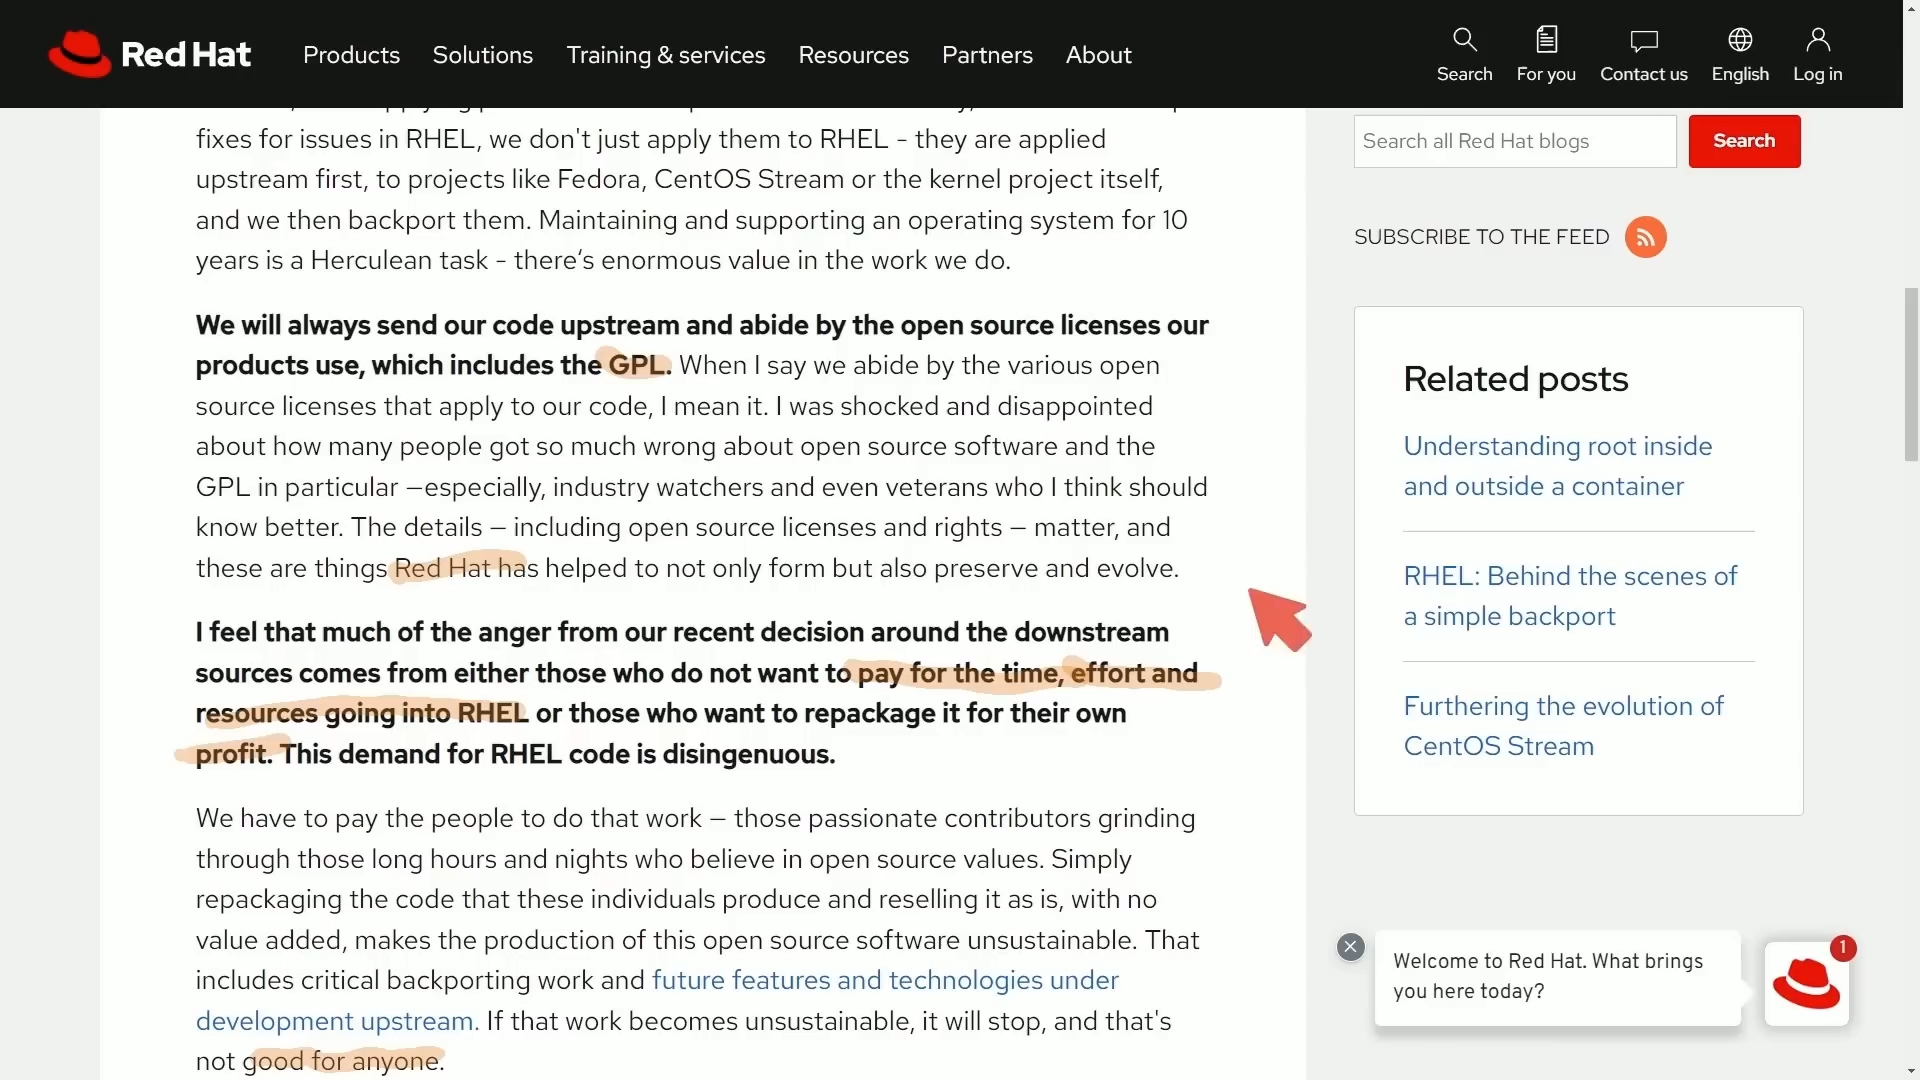 Red Hat
Products
Solutions
Training & services
Resources
Partners
About
Search
For you
Contact us
English
Log in
fixes for issues in RHEL, we don't just apply them to RHEL - they are applied
upstream first, to projects like Fedora, CentOS Stream or the kernel project itself,
and we then backport them. Maintaining and supporting an operating system for 10
years is a Herculean task - there’s enormous value in the work we do.
We will always send our code upstream and abide by the open source licenses our
products use, which includes the GPL. When I say we abide by the various open
source licenses that apply to our code, I mean it. I was shocked and disappointed
about how many people got so much wrong about open source software and the
GPL in particular —especially, industry watchers and even veterans who I think should
know better. The details — including open source licenses and rights — matter, and
these are things Red Hat has helped to not only form but also preserve and evolve.
I feel that much of the anger from our recent decision around the downstream
sources comes from either those who do not want to pay for the time, effort and
resources going into RHEL or those who want to repackage it for their own
profit. This demand for RHEL code is disingenuous.
We have to pay the people to do that work — those passionate contributors grinding
through those long hours and nights who believe in open source values. Simply
repackaging the code that these individuals produce and reselling it as is, with no
value added, makes the production of this open source software unsustainable. That
includes critical backporting work and future features and technologies under
development upstream. If that work becomes unsustainable, it will stop, and that's
not good for anyone.
Search all Red Hat blogs
Search
SUBSCRIBE TO THE FEED
Related posts
Understanding root inside
and outside a container
RHEL: Behind the scenes of
a simple backport
Furthering the evolution of
CentOS Stream
Welcome to Red Hat. What brings
you here today?
1